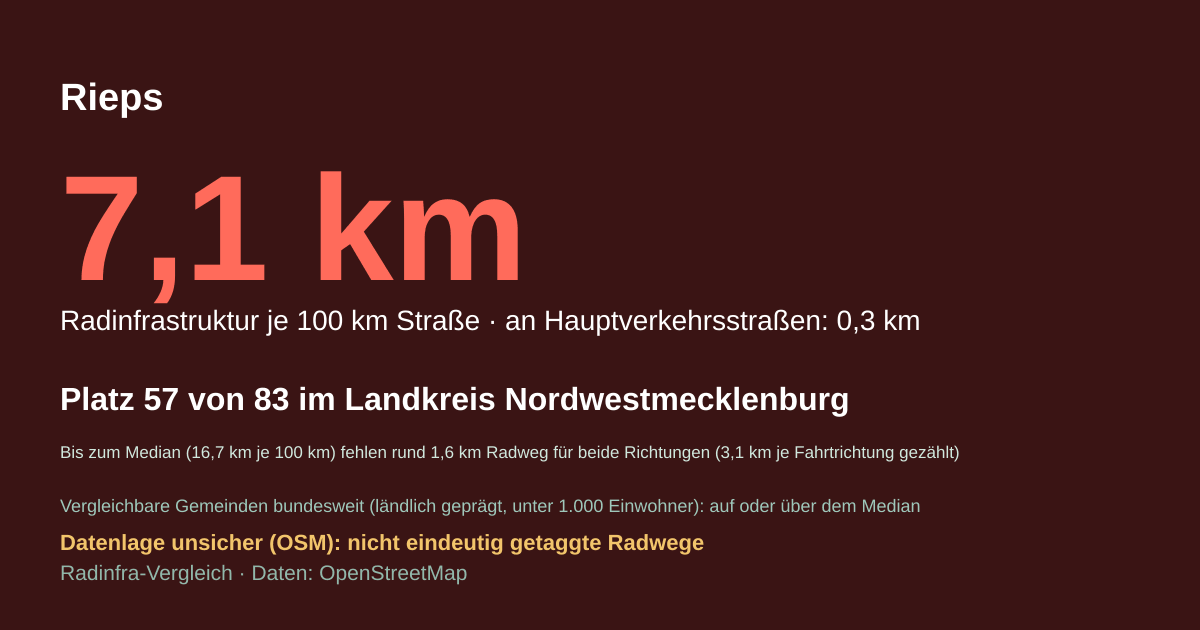 Rieps
7,1 km
Radinfrastruktur je 100 km Straße · an Hauptverkehrsstraßen: 0,3 km
Platz 57 von 83 im Landkreis Nordwestmecklenburg
Bis zum Median (16,7 km je 100 km) fehlen rund 1,6 km Radweg für beide Richtungen (3,1 km je Fahrtrichtung gezählt)
Vergleichbare Gemeinden bundesweit (ländlich geprägt, unter 1.000 Einwohner): auf oder über dem Median
Datenlage unsicher (OSM): nicht eindeutig getaggte Radwege
Radinfra-Vergleich · Daten: OpenStreetMap